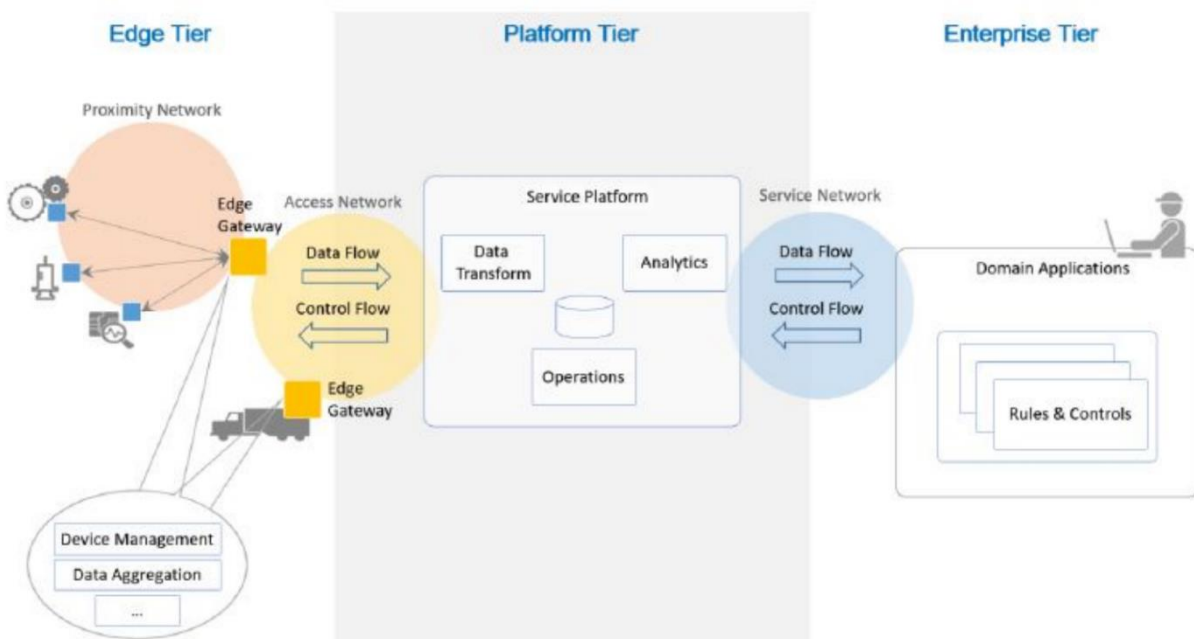 Edge Tier
Platform Tier
Enterprise Tier
Proximity Network
Edge
Gateway
Access Network
Data Flow
Control Flow
Edge
Gateway
Device Management
Data Aggregation
...
Service Platform
Data
Transform
Analytics
Operations
Service Network
Data Flow
Control Flow
Domain Applications
Rules & Controls